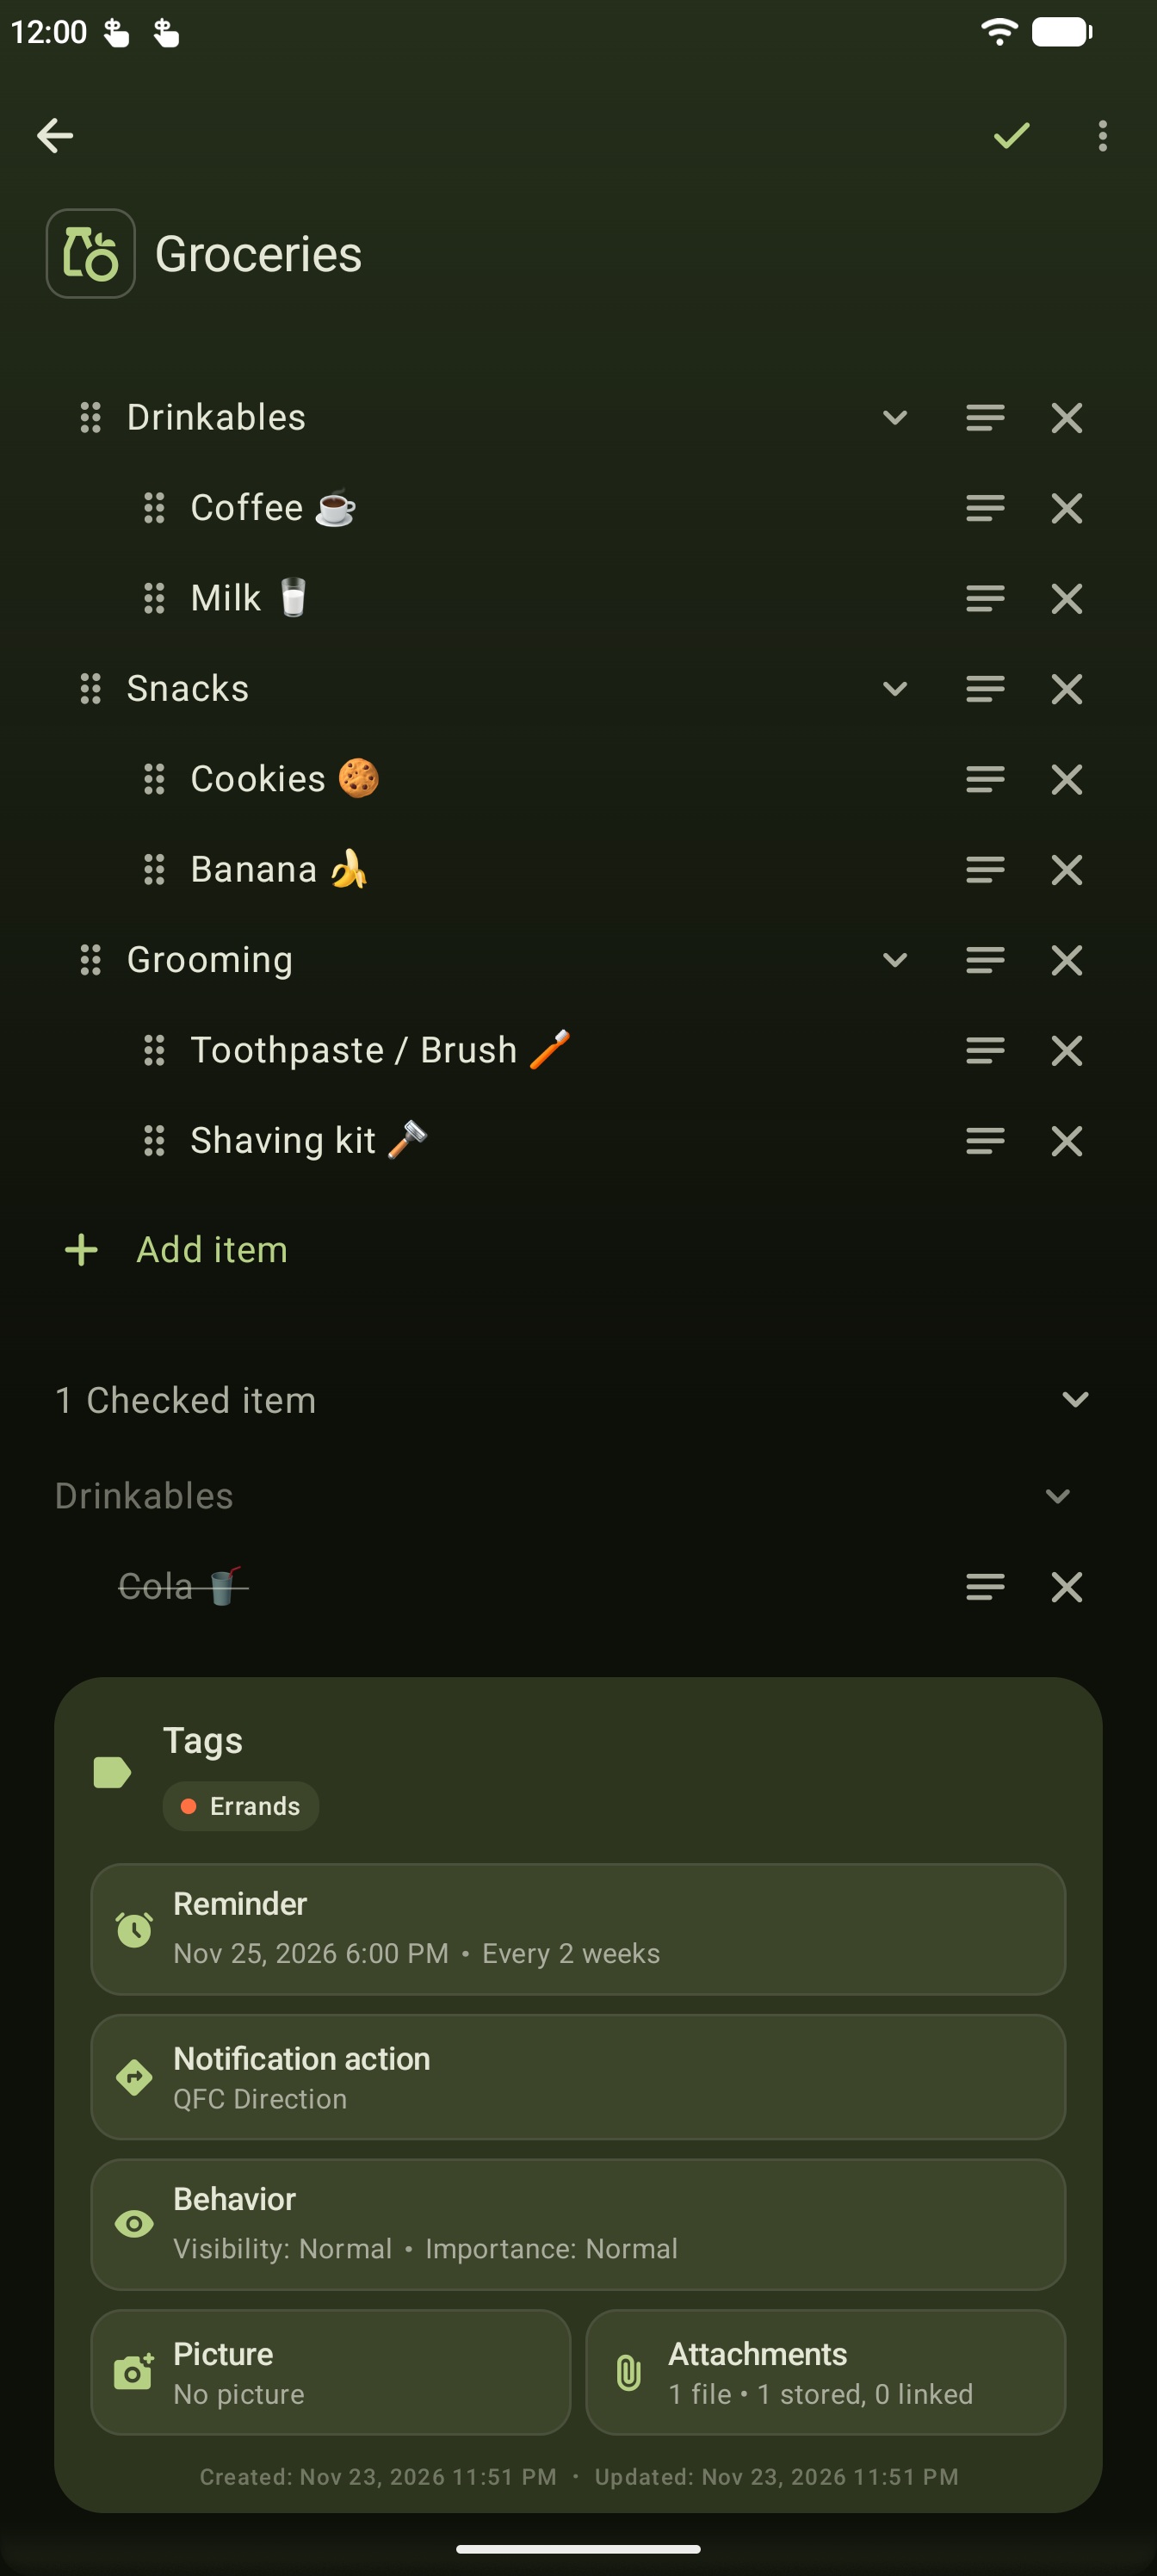 12:00
Groceries
Drinkables
Coffee ☕
Milk 🥛
Snacks
Cookies 🍪
Banana 🍌
Grooming
Toothpaste / Brush 🪥
Shaving kit 🪒
Add item
1 Checked item
Drinkables
Cola 🥤
Tags
Errands
Reminder
Nov 25, 2026 6:00 PM • Every 2 weeks
Notification action
QFC Direction
Behavior
Visibility: Normal • Importance: Normal
Picture
No picture
Attachments
1 file • 1 stored, 0 linked
Created: Nov 23, 2026 11:51 PM • Updated: Nov 23, 2026 11:51 PM